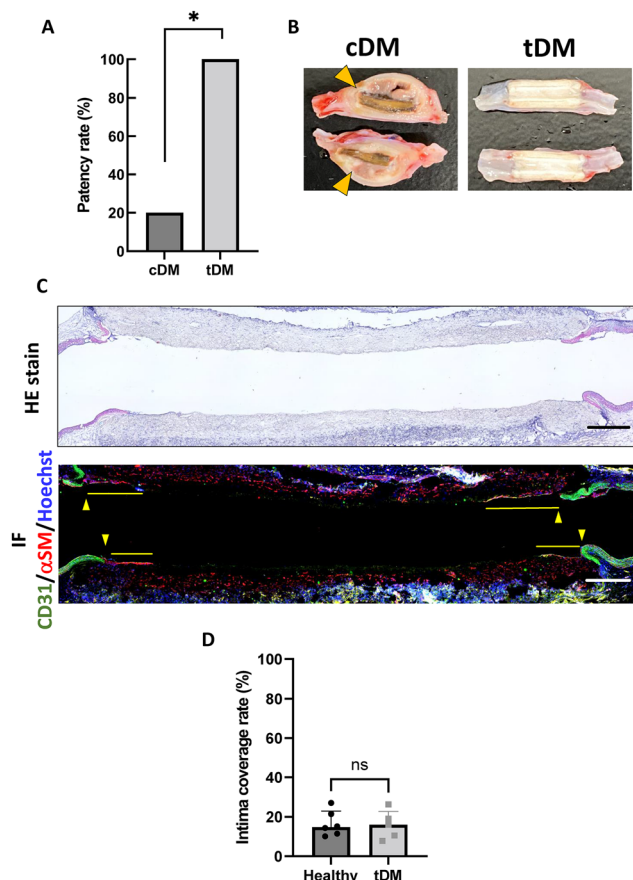 A
*
Patency rate (%)
100
80
60
40
20
0
cDM
tDM
B
cDM
tDM
C
HE stain
IF
CD31/αSM/Hoechst
D
Intima coverage rate (%)
100
80
60
40
20
0
ns
Healthy
tDM